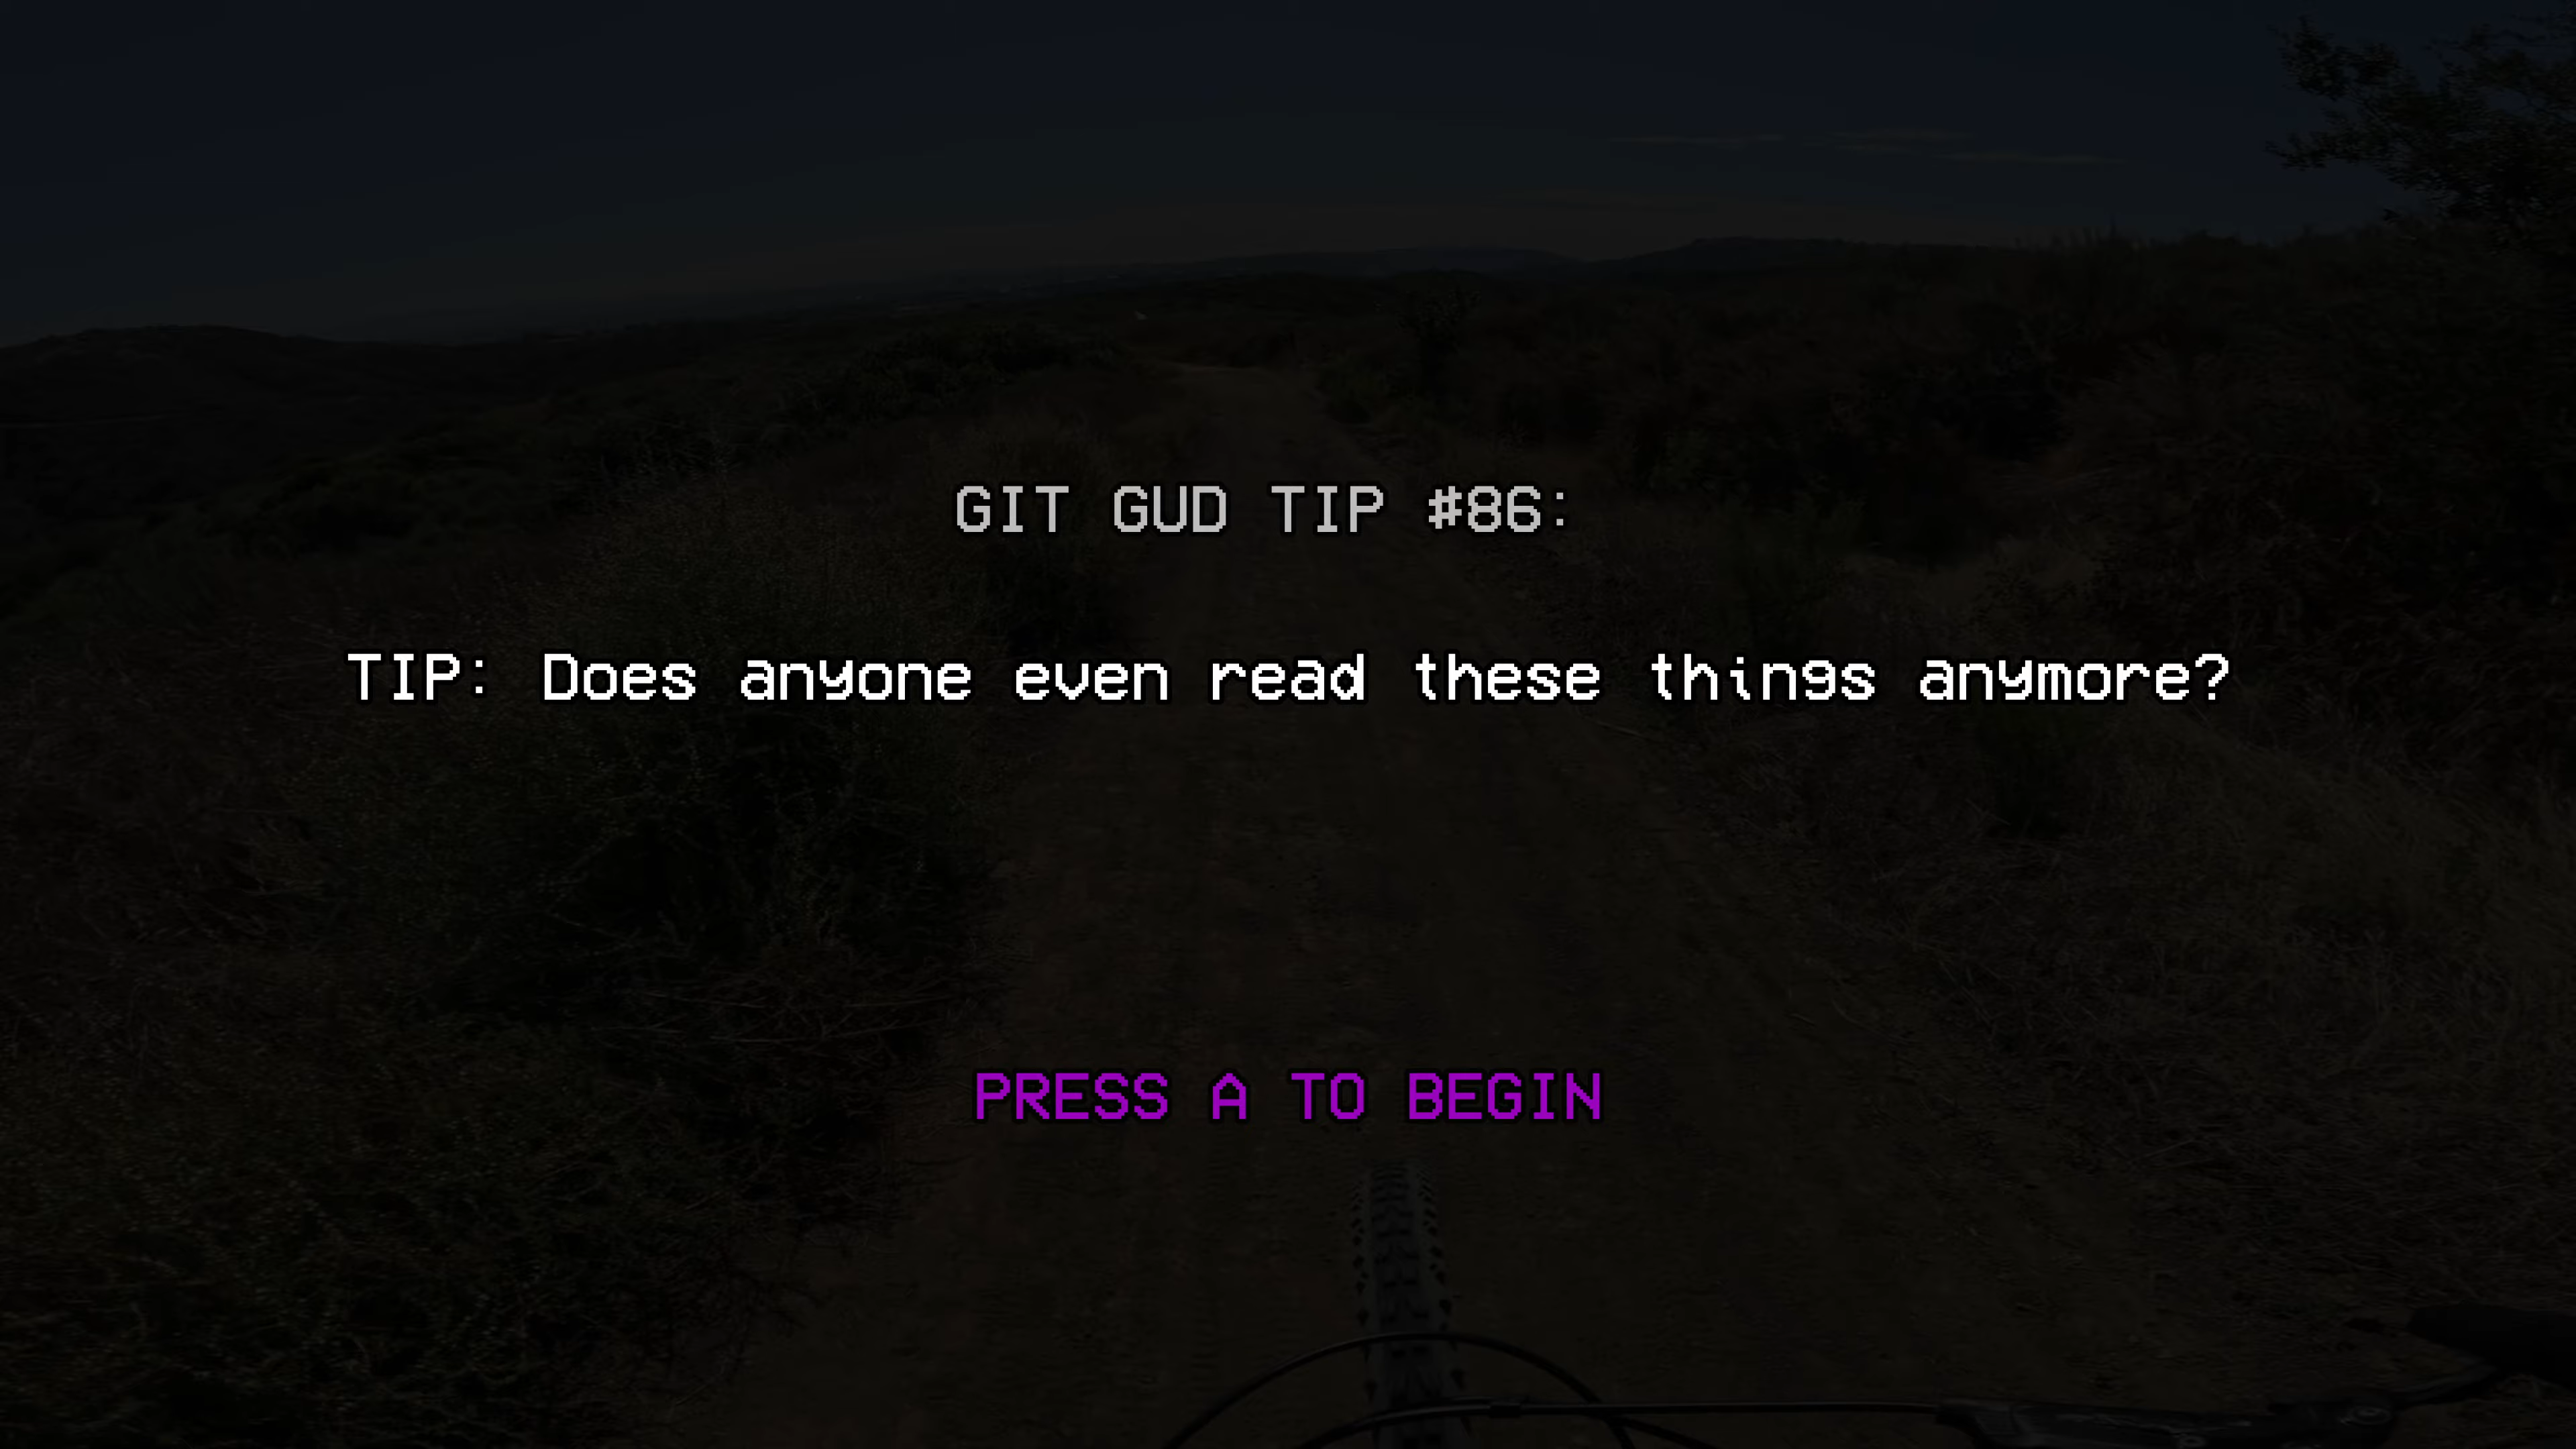 GIT GUD TIP #86:
TIP: Does anyone even read these things anymore?
PRESS A TO BEGIN